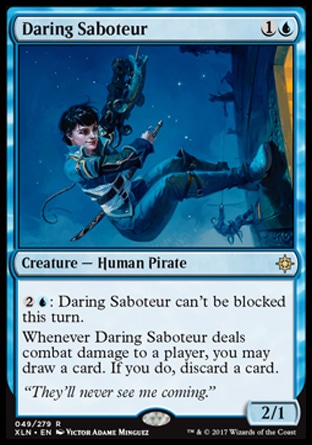 Daring Saboteur 1
Creature — Human Pirate
2: Daring Saboteur can't be blocked
this turn.
Whenever Daring Saboteur deals
combat damage to a player, you may
draw a card. If you do, discard a card.
"They'll never see me coming."
2/1
049/279 R
XLN • EN VICTOR ADAME MINGUEZ ™ & © 2017 Wizards of the Coast